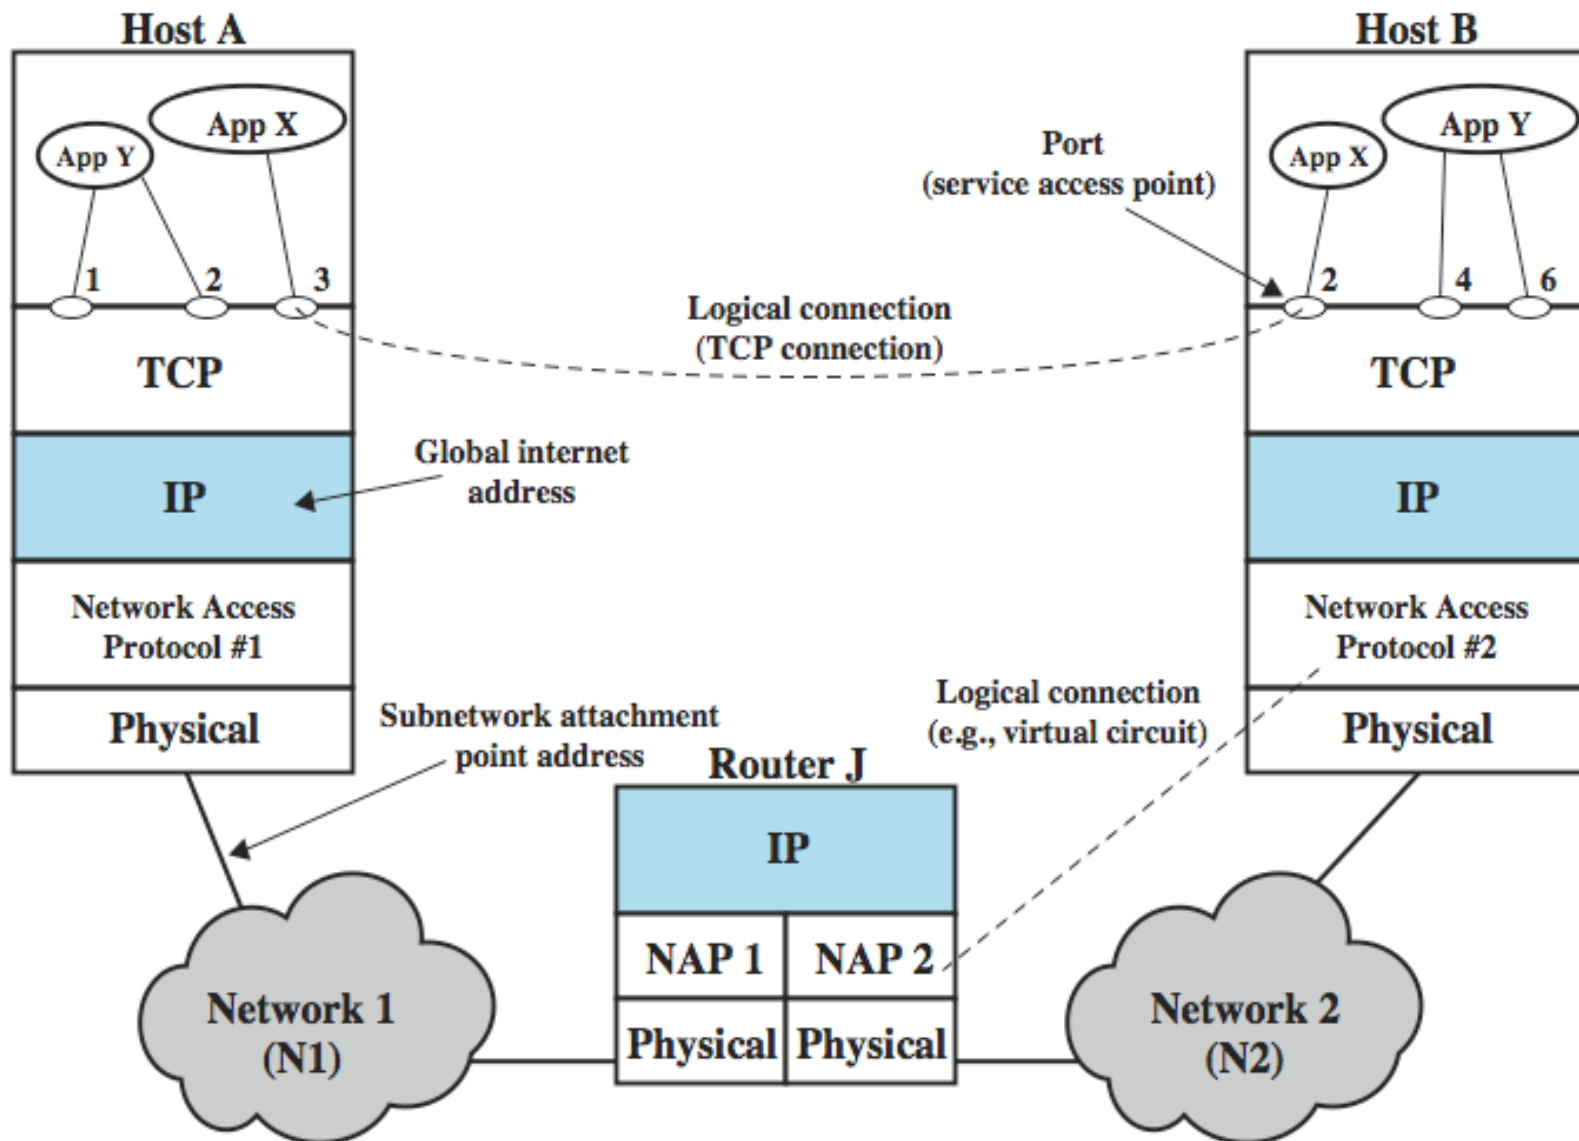 Host A
App Y
App X
1
2
3
TCP
IP
Network Access
Protocol #1
Physical
Host B
App X
App Y
2
4
6
TCP
IP
Network Access
Protocol #2
Physical
Port
(service access point)
Logical connection
(TCP connection)
Global internet
address
Subnetwork attachment
point address
Logical connection
(e.g., virtual circuit)
Router J
IP
NAP 1
NAP 2
Physical
Physical
Network 1
(N1)
Network 2
(N2)